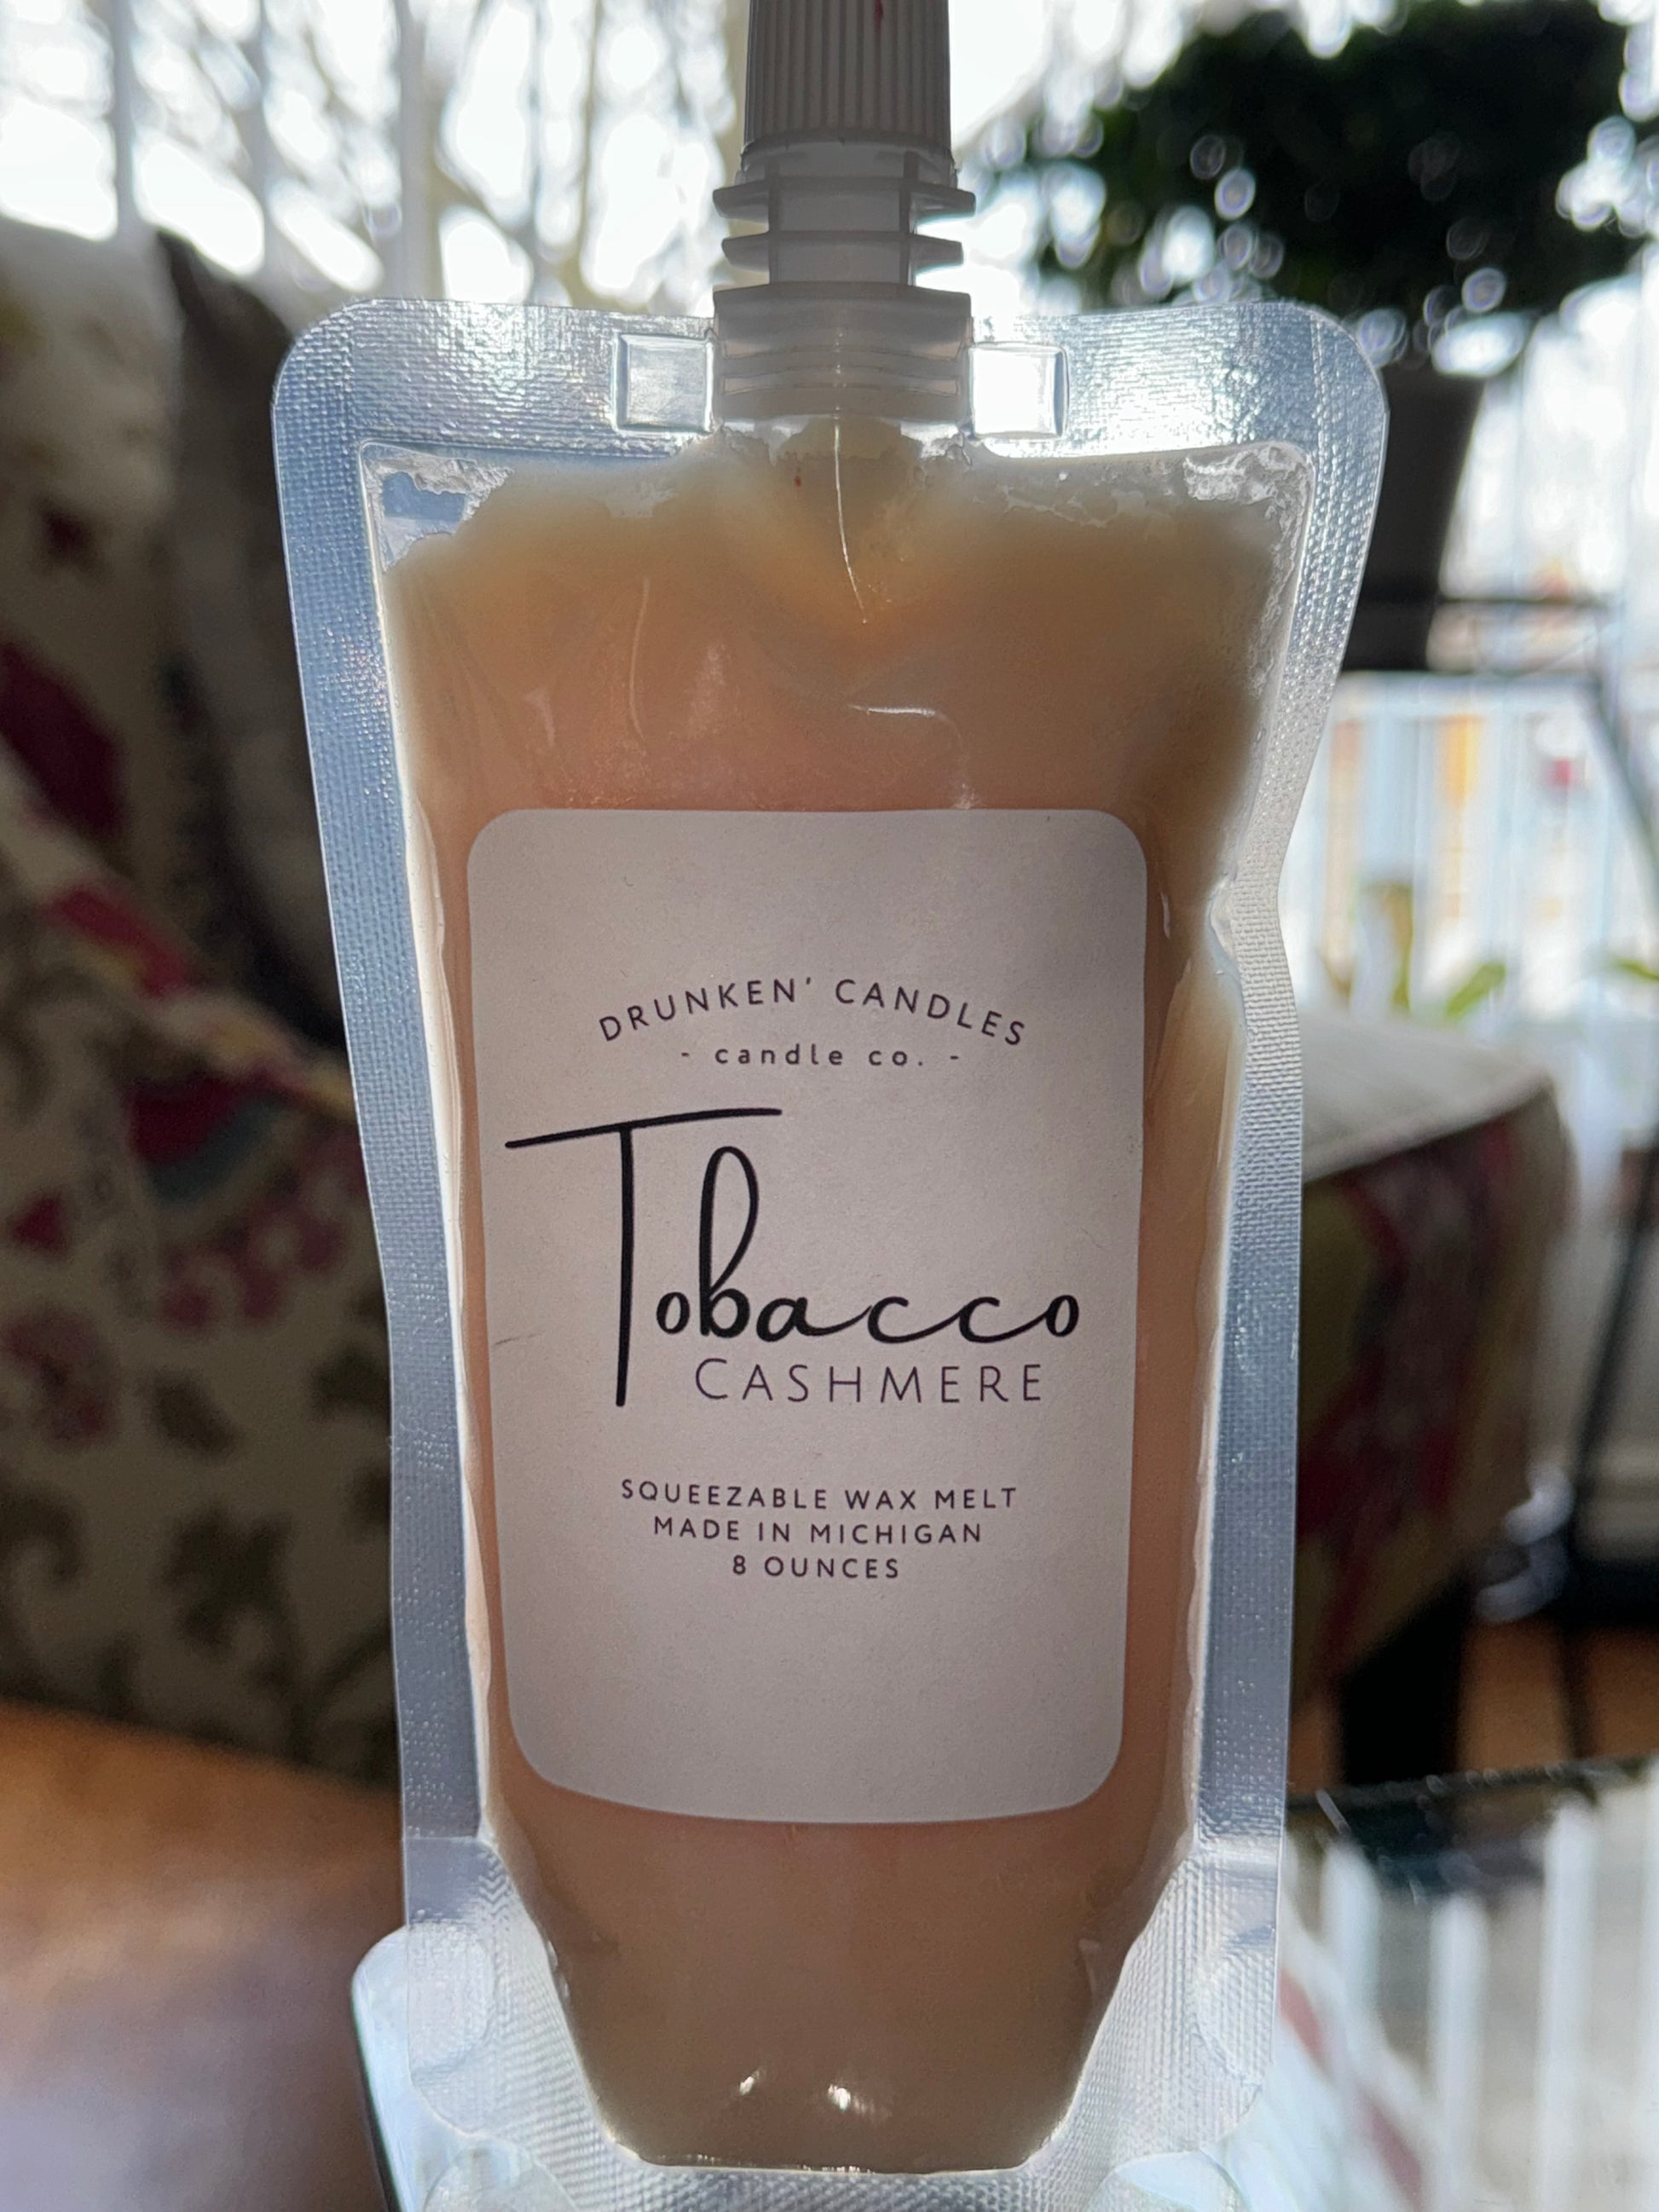 DRUNKEN' CANDLES
- candle co. -
Tobacco
CASHMERE
SQUEEZABLE WAX MELT
MADE IN MICHIGAN
8 OUNCES